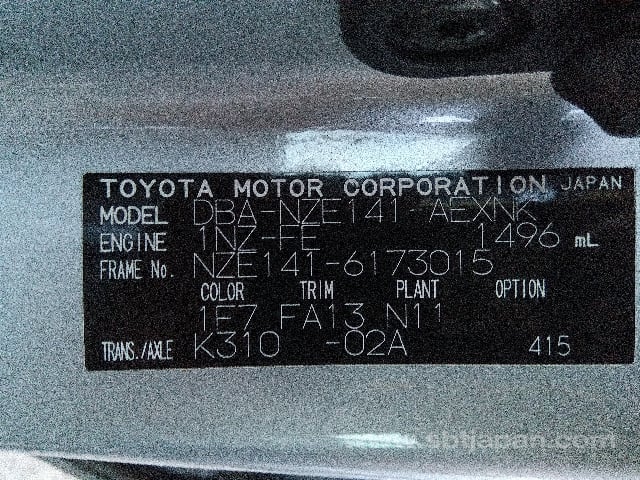 TOYOTA MOTOR CORPORATION JAPAN
MODEL DBA-NZE141-AEXNK
ENGINE 1NZ-FE 1496 mL
FRAME No. NZE141-6173015
COLOR TRIM PLANT OPTION
1E7 FA13 N11
TRANS./AXLE K310 -02A 415
sbtjapan.com